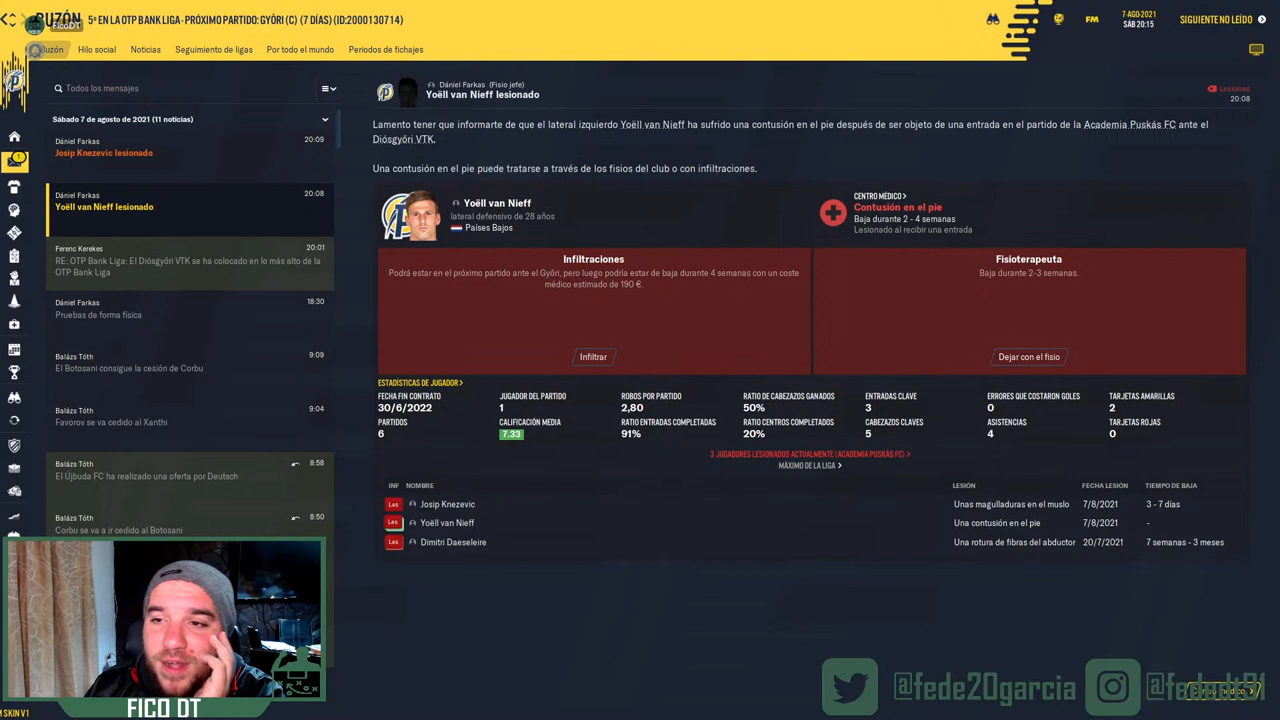 BUZÓN 5º EN LA OTP BANK LIGA - PRÓXIMO PARTIDO: GYŐRI (C) (7 DÍAS) (ID:2000130714)
FicoDT
FM
7-AGO-2021
SÁB 20:15
SIGUIENTE NO LEÍDO
Buzón Hilo social Noticias Seguimiento de ligas Por todo el mundo Periodos de fichajes
Todos los mensajes
Sábado 7 de agosto de 2021 (11 noticias)
Dániel Farkas 20:09
Josip Knezevic lesionado
Dániel Farkas 20:08
Yoëll van Nieff lesionado
Ferenc Kerekes 20:01
RE: OTP Bank Liga: El Diósgyőri VTK se ha colocado en lo más alto de la
OTP Bank Liga
Dániel Farkas 18:30
Pruebas de forma física
Balázs Tóth 9:09
El Botosani consigue la cesión de Corbu
Balázs Tóth 9:04
Favorov se va cedido al Xanthi
Balázs Tóth 8:58
El Újbuda FC ha realizado una oferta por Deutsch
Balázs Tóth 8:50
Corbu se va a ir cedido al Botosani
Dániel Farkas (Fisio jefe)
Yoëll van Nieff lesionado
Lesiones
20:08
Lamento tener que informarte de que el lateral izquierdo Yoëll van Nieff ha sufrido una contusión en el pie después de ser objeto de una entrada en el partido de la Academia Puskás FC ante el
Diósgyőri VTK.
Una contusión en el pie puede tratarse a través de los fisios del club o con infiltraciones.
Yoëll van Nieff
lateral defensivo de 28 años
Países Bajos
CENTRO MÉDICO
Contusión en el pie
Baja durante 2 - 4 semanas
Lesionado al recibir una entrada
Infiltraciones
Podrá estar en el próximo partido ante el Győri, pero luego podría estar de baja durante 4 semanas con un coste
médico estimado de 190 €.
Infiltrar
Fisioterapeuta
Baja durante 2-3 semanas.
Dejar con el fisio
ESTADÍSTICAS DE JUGADOR
FECHA FIN CONTRATO JUGADOR DEL PARTIDO ROBOS POR PARTIDO RATIO DE CABEZAZOS GANADOS ENTRADAS CLAVE ERRORES QUE COSTARON GOLES TARJETAS AMARILLAS
30/6/2022 1 2,80 50% 3 0 2
PARTIDOS CALIFICACIÓN MEDIA RATIO ENTRADAS COMPLETADAS RATIO CENTROS COMPLETADOS CABEZAZOS CLAVES ASISTENCIAS TARJETAS ROJAS
6 7.33 91% 20% 5 4 0
3 JUGADORES LESIONADOS ACTUALMENTE (ACADEMIA PUSKÁS FC)
MÁXIMO DE LA LIGA
INF NOMBRE LESIÓN FECHA LESIÓN TIEMPO DE BAJA
Les Josip Knezevic Unas magulladuras en el muslo 7/8/2021 3 - 7 días
Les Yoëll van Nieff Una contusión en el pie 7/8/2021 -
Les Dimitri Daeseleire Una rotura de fibras del abductor 20/7/2021 7 semanas - 3 meses
FICO DT
SKIN V1
@fede20garcia